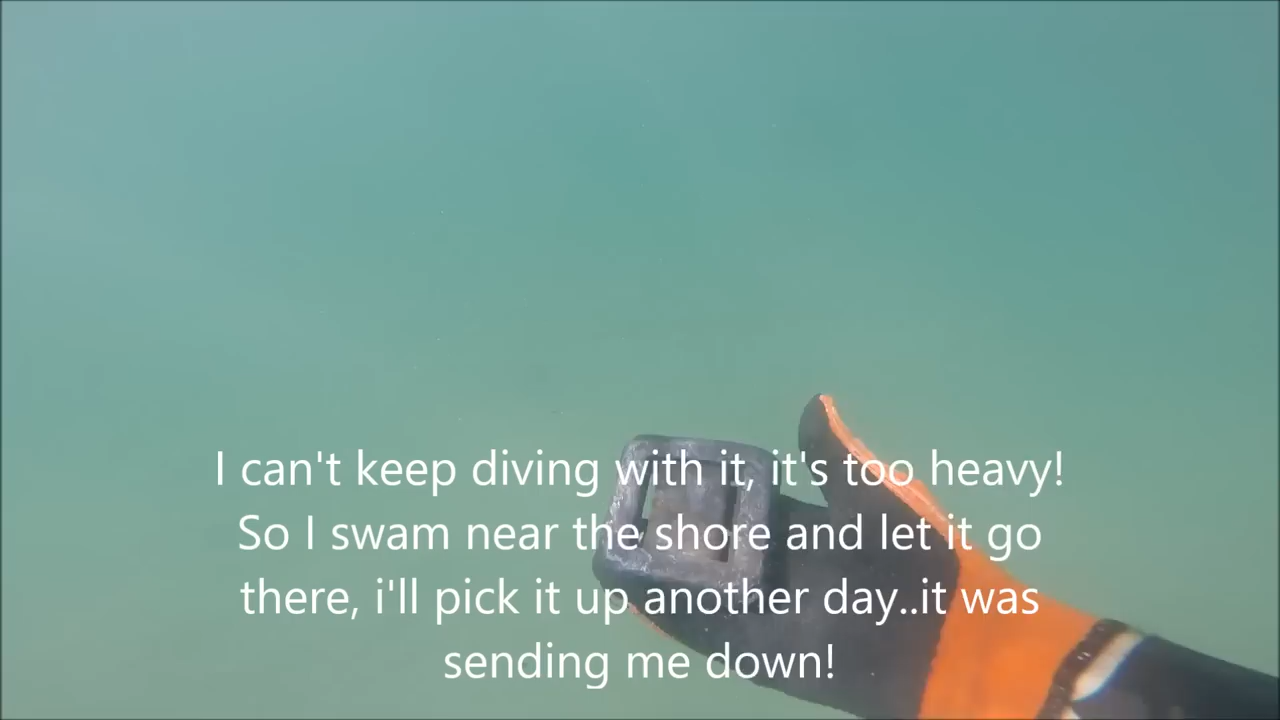 I can't keep diving with it, it's too heavy!
So I swam near the shore and let it go
there, i'll pick it up another day..it was
sending me down!